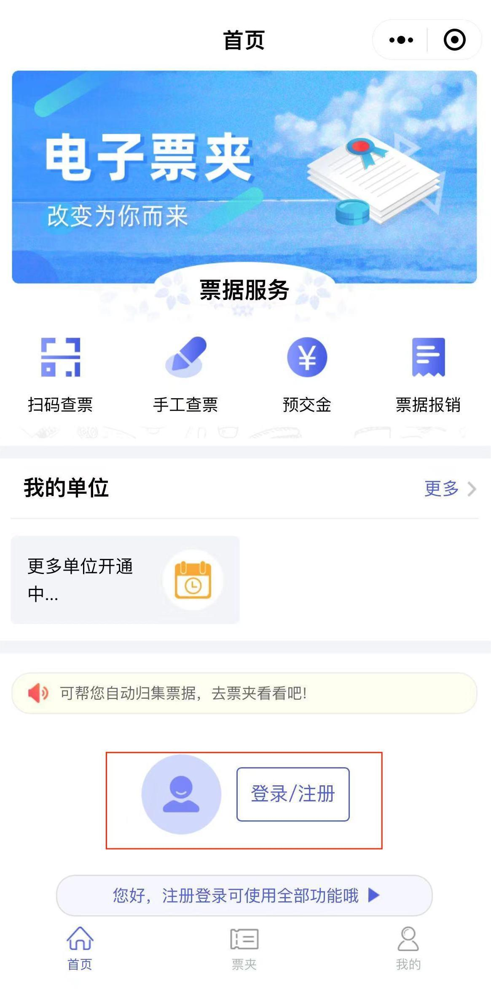 首页
电子票夹
改变为你而来
票据服务
扫码查票
手工查票
预交金
票据报销
我的单位
更多
更多单位开通
中...
可帮您自动归集票据，去票夹看看吧!
登录/注册
您好，注册登录可使用全部功能哦
首页
票夹
我的